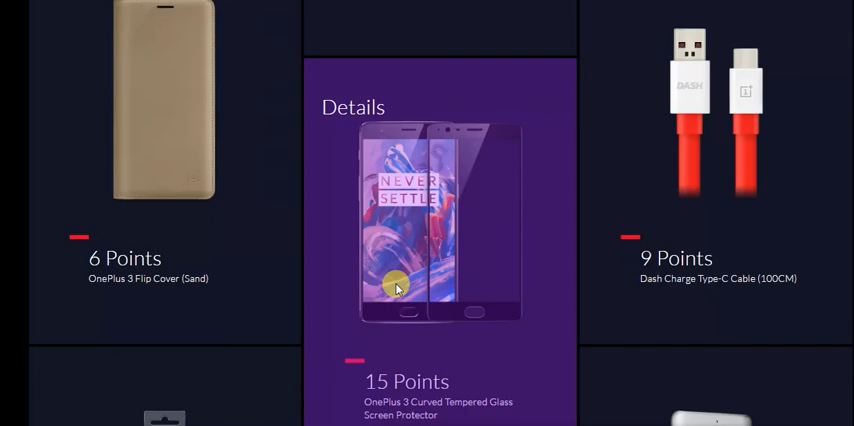 Details
NEVER
SETTLE
DASH
6 Points
OnePlus 3 Flip Cover (Sand)
9 Points
Dash Charge Type-C Cable (100CM)
15 Points
OnePlus 3 Curved Tempered Glass
Screen Protector